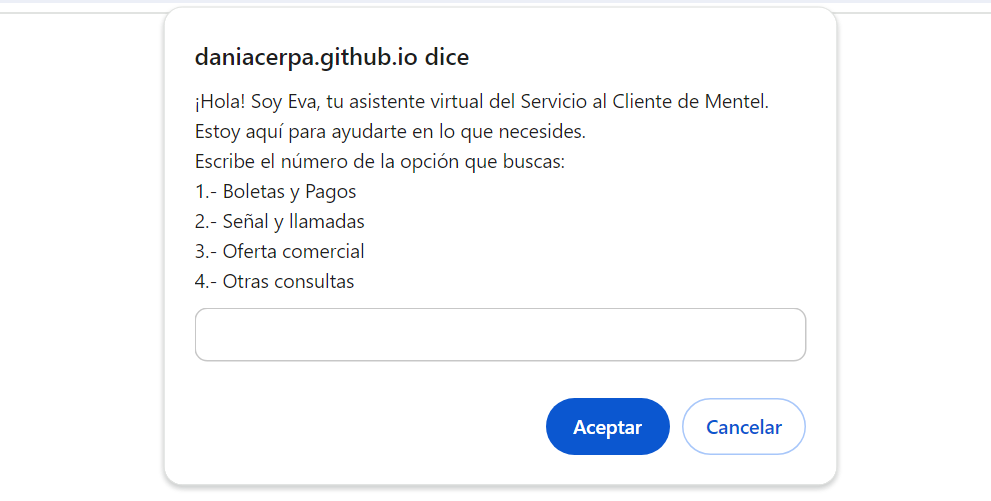 daniacerpa.github.io dice
¡Hola! Soy Eva, tu asistente virtual del Servicio al Cliente de Mentel.
Estoy aquí para ayudarte en lo que necesides.
Escribe el número de la opción que buscas:
1.- Boletas y Pagos
2.- Señal y llamadas
3.- Oferta comercial
4.- Otras consultas
Aceptar
Cancelar